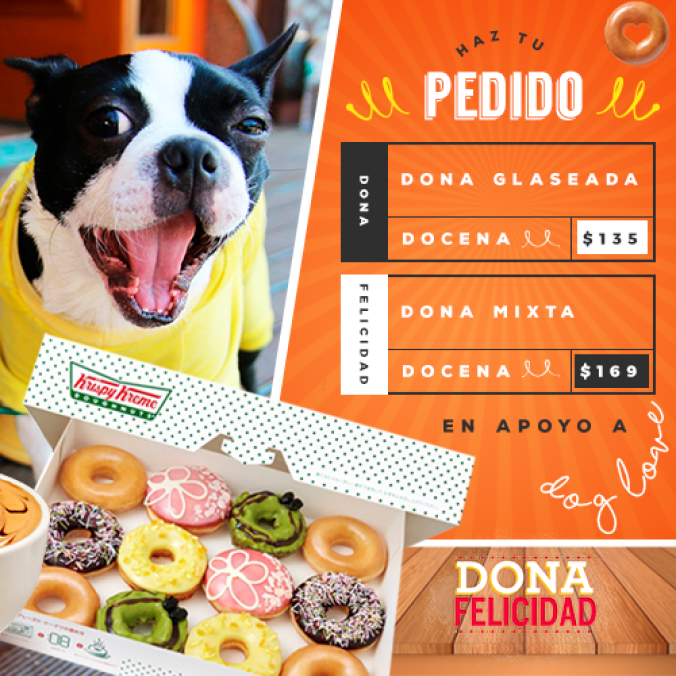 HAZ TU
PEDIDO
DONA
DONA GLASEADA
DOCENA
$135
FELICIDAD
DONA MIXTA
DOCENA
$169
EN APOYO A
dog love
Krispy Kreme
DOUGHNUTS
DONA
FELICIDAD